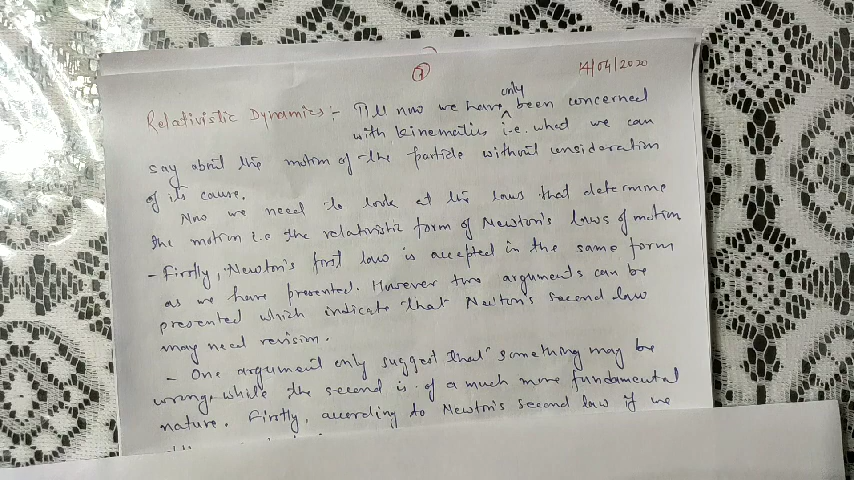 7
14/04/2020
Relativistic Dynamics :- Till now we have only been concerned
with kinematics i.e. what we can
say about the motion of the particle without consideration
of its cause.
Now we need to look at the laws that determine
the motion i.e the relativistic form of Newton's laws of motion
- Firstly, Newton's first law is accepted in the same form
as we have presented. However two arguments can be
presented which indicate that Newton's second law
may need revision.
- One argument only suggest that something may be
wrong while the second is of a much more fundamental
nature. Firstly, according to Newton's second law if we